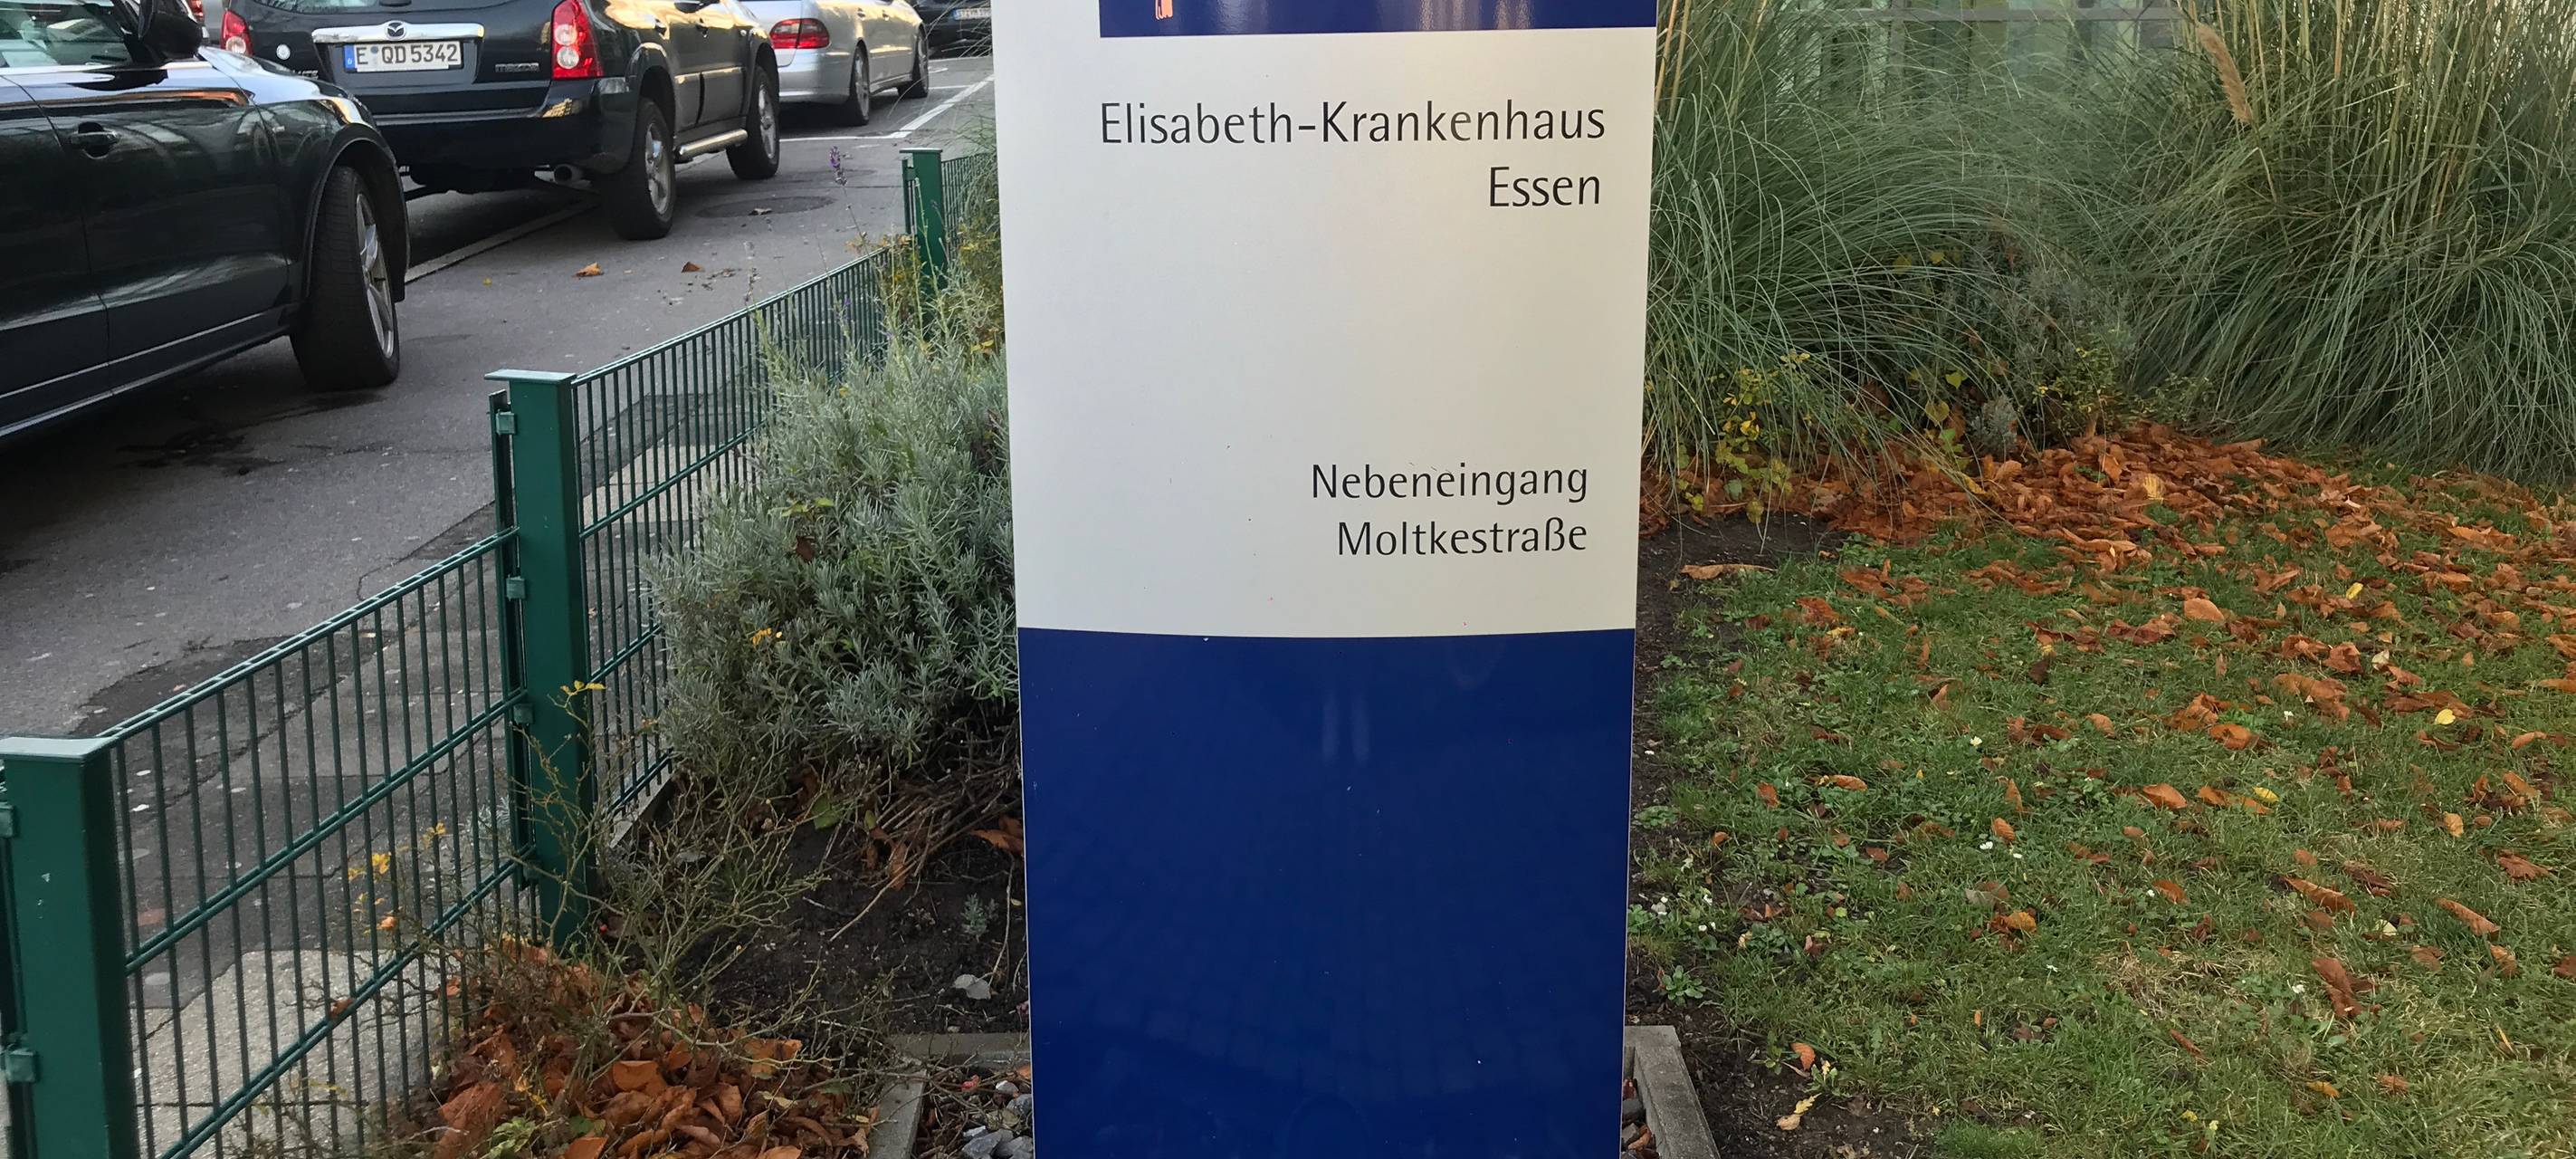 E QD 5342
Elisabeth-Krankenhaus
Essen
Nebeneingang
Moltkestraße